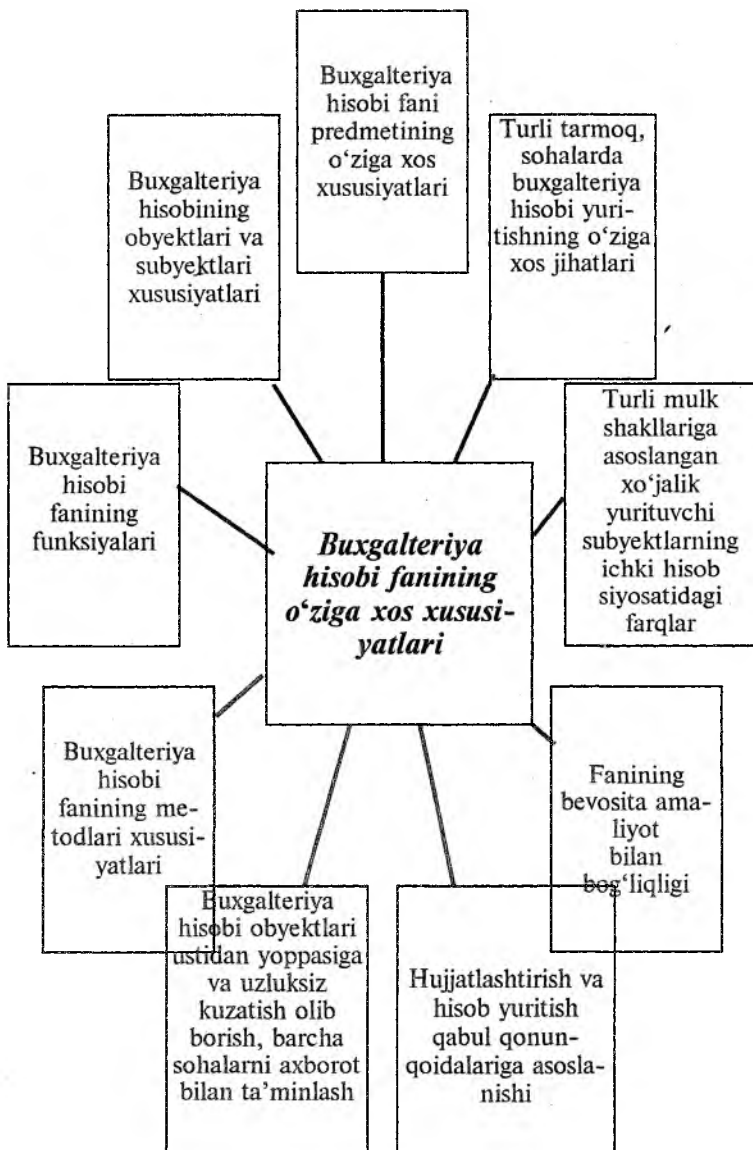 Buxgalteriya
hisobi fani
predmetining
o‘ziga xos
xususiyatlari
Turli tarmoq,
sohalarda
buxgalteriya
hisobi yuri-
tishning o‘ziga
xos jihatlari
Buxgalteriya
hisobining
obyektlari va
subyektlari
xususiyatlari
Turli mulk
shakllariga
asoslangan
xo‘jalik
yurituvchi
subyektlarning
ichki hisob
siyosatidagi
farqlar
Buxgalteriya
hisobi
fanining
funksiyalari
Buxgalteriya
hisobi fanining
o‘ziga xos xususi-
yatlari
Buxgalteriya
hisobi
fanining me-
todlari xususi-
yatlari
Fanining
bevosita ama-
liyot
bilan
bog‘liqligi
Buxgalteriya
hisobi obyektlari
ustidan yoppasiga
va uzluksiz
kuzatish olib
borish, barcha
sohalarni axborot
bilan ta’minlash
Hujjatlashtirish va
hisob yuritish
qabul qonun-
qoidalariga asosla-
nishi